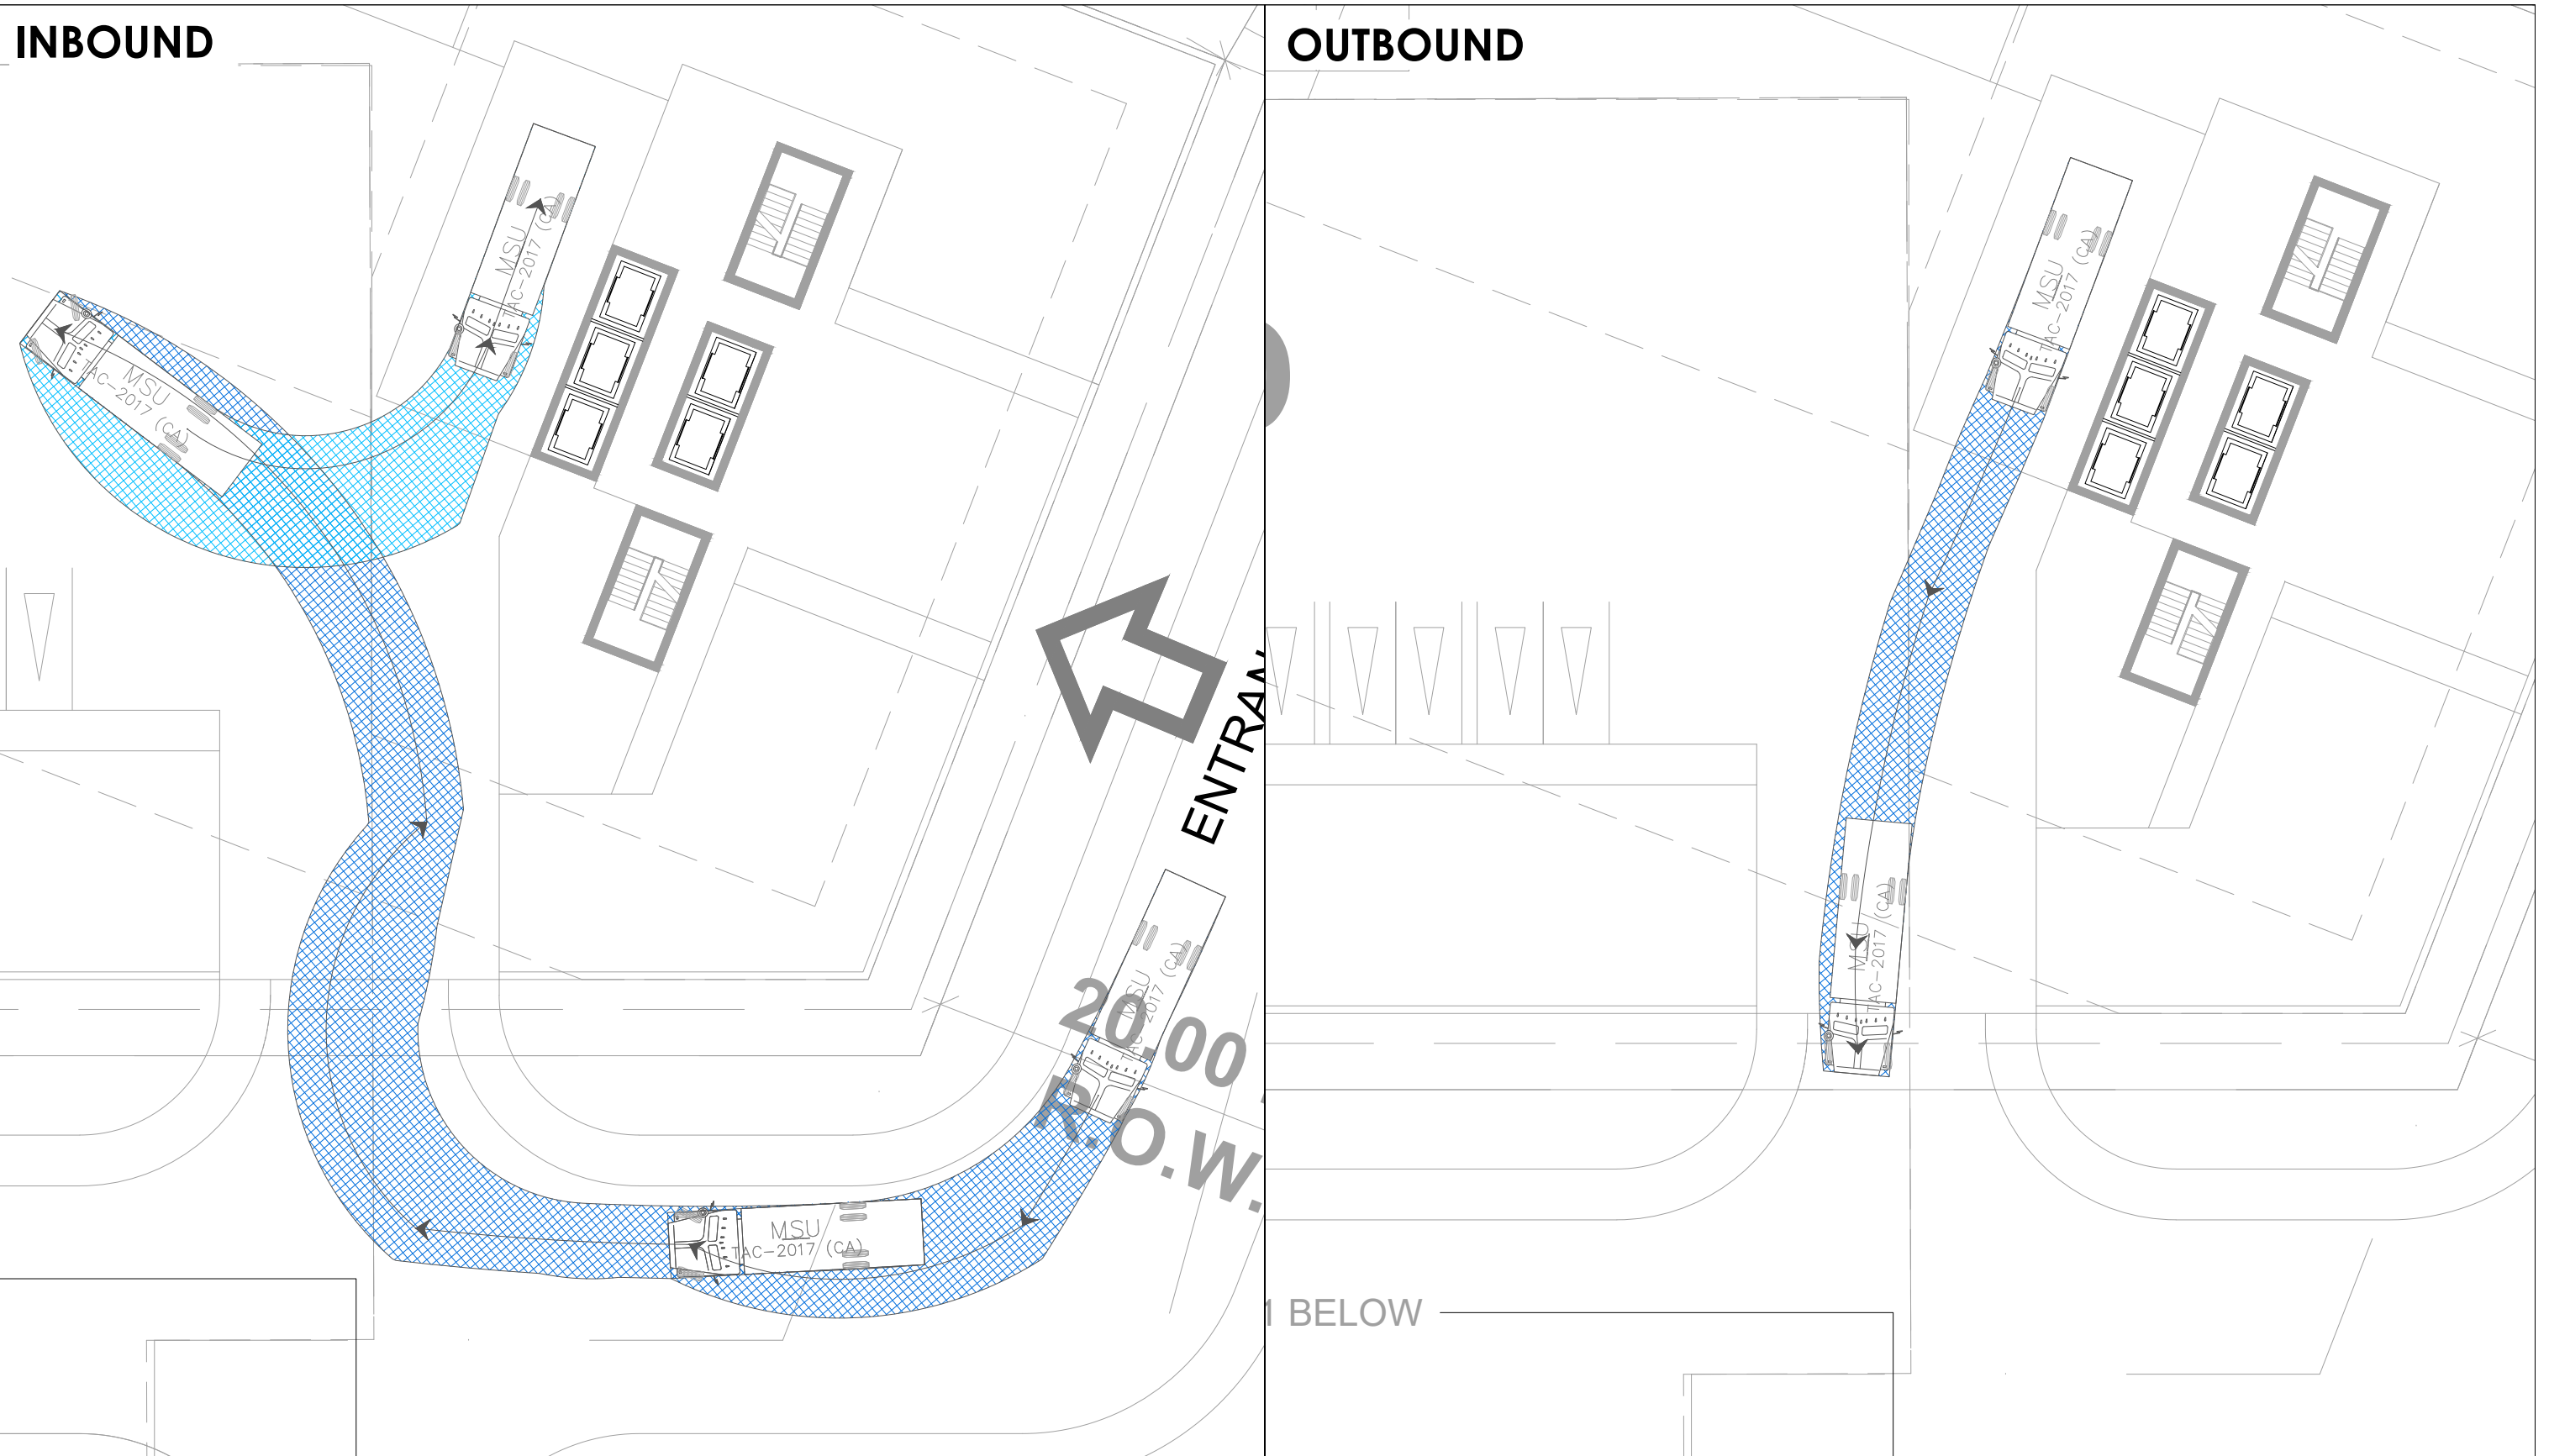 INBOUND
MSU
TAC-2017 (CA)
MSU
TAC-2017 (CA)
ENTRAN
MSU
TAC-2017 (CA)
20.00
R.O.W.
MSU
TAC-2017 (CA)
OUTBOUND
MSU
TAC-2017 (CA)
MSU
TAC-2017 (CA)
1 BELOW